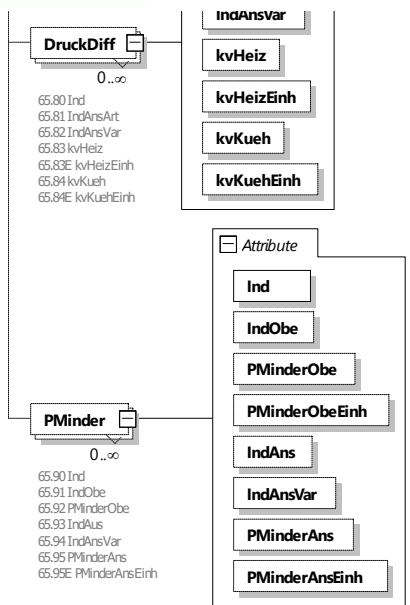 IndAnsVar
DruckDiff
kvHeiz
0..∞
kvHeizEinh
65.80 Ind
65.81 IndAnsArt
65.82 IndAnsVar
65.83 kvHeiz
65.83E kvHeizEinh
65.84 kvKueh
65.84E kvKuehEinh
kvKueh
kvKuehEinh
Attribute
Ind
IndObe
PMinderObe
PMinderObeEinh
PMinder
0..∞
65.90 Ind
65.91 IndObe
65.92 PMinderObe
65.93 IndAus
65.94 IndAnsVar
65.95 PMinderAns
65.95E PMinderAnsEinh
IndAns
IndAnsVar
PMinderAns
PMinderAnsEinh